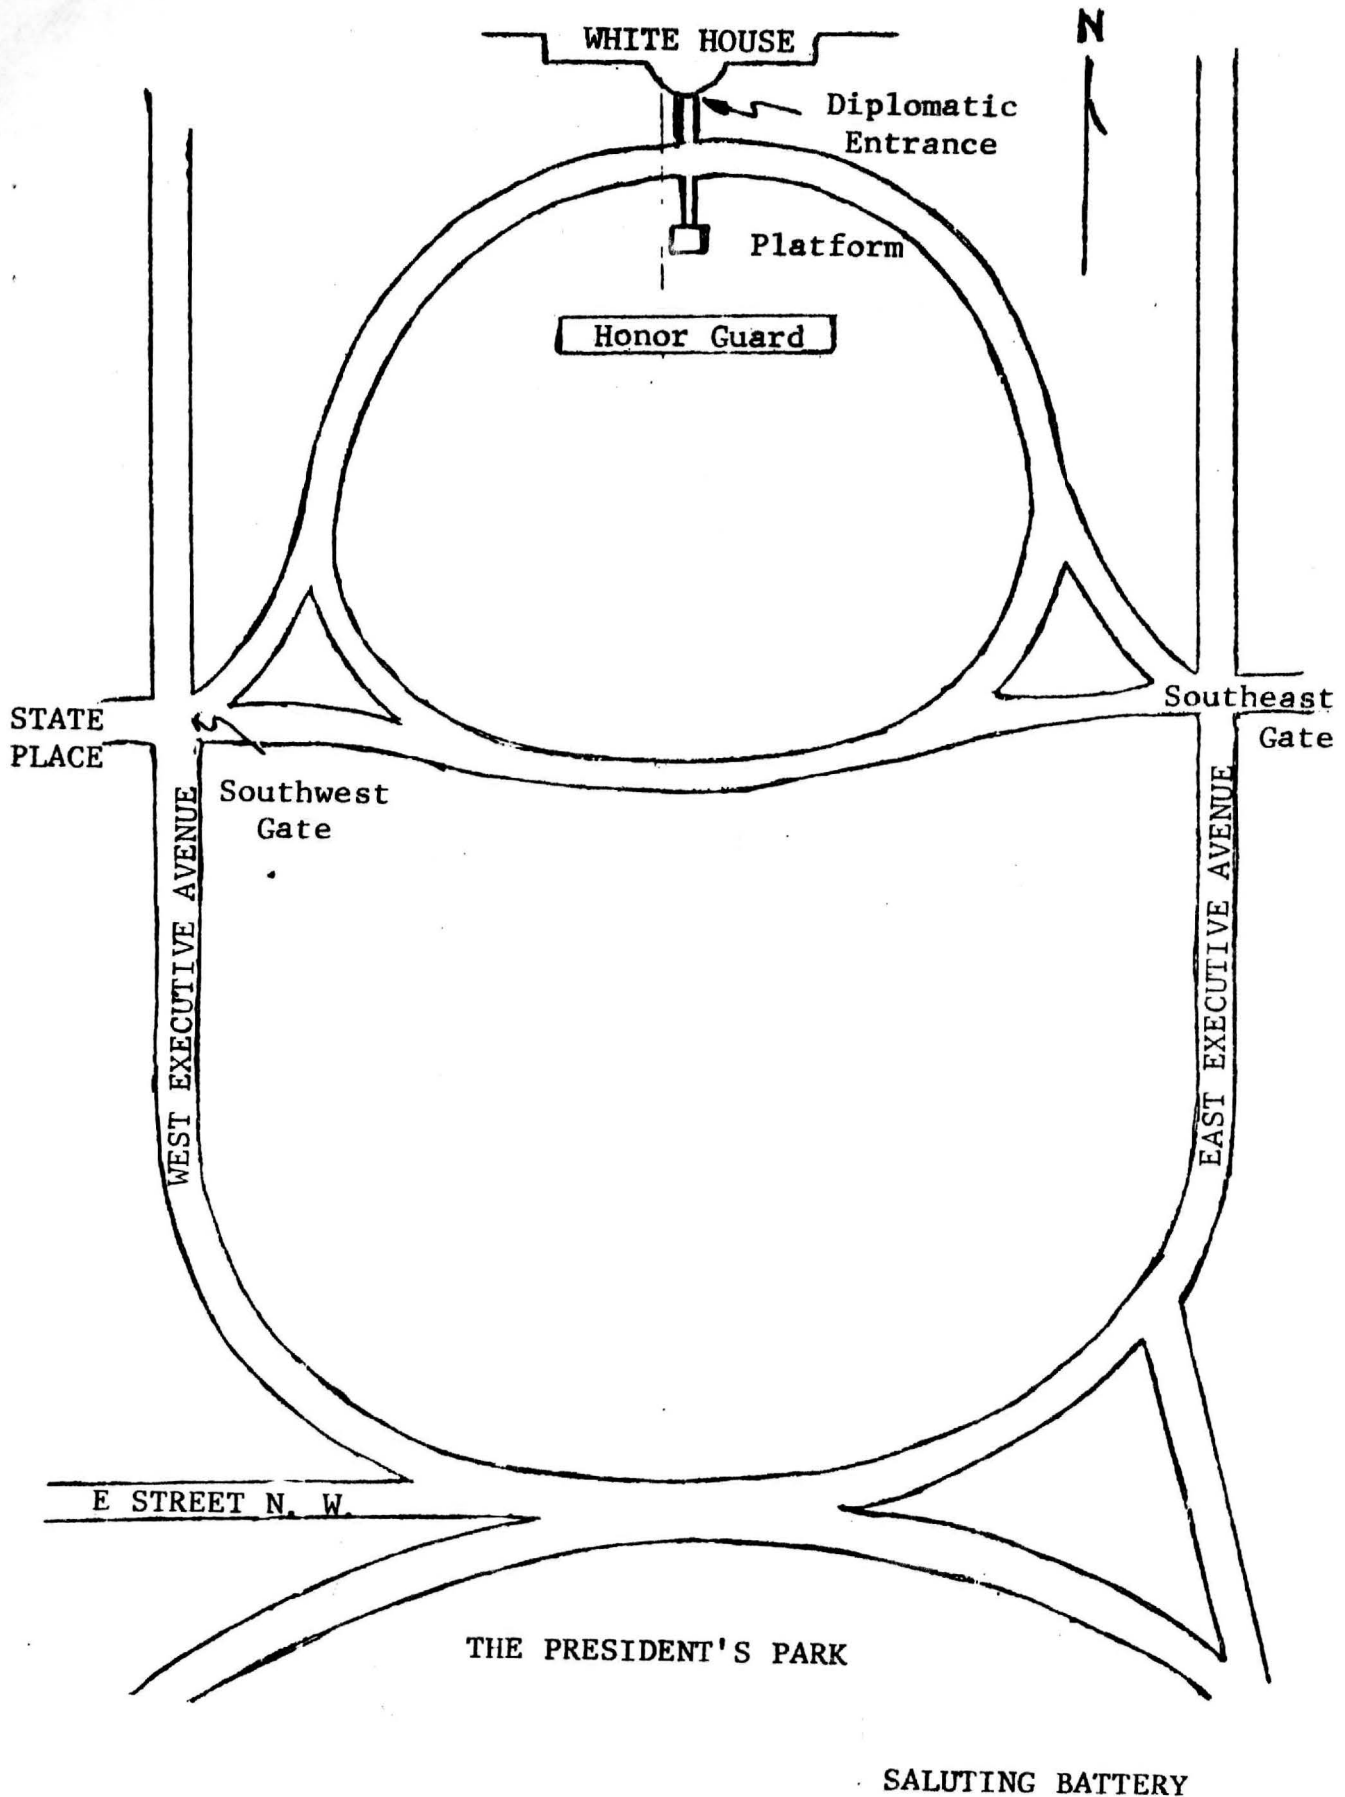 WHITE HOUSE
N
Diplomatic
Entrance
Platform
Honor Guard
STATE
PLACE
Southeast
Gate
Southwest
Gate
WEST EXECUTIVE AVENUE
EAST EXECUTIVE AVENUE
E STREET N. W.
THE PRESIDENT'S PARK
SALUTING BATTERY